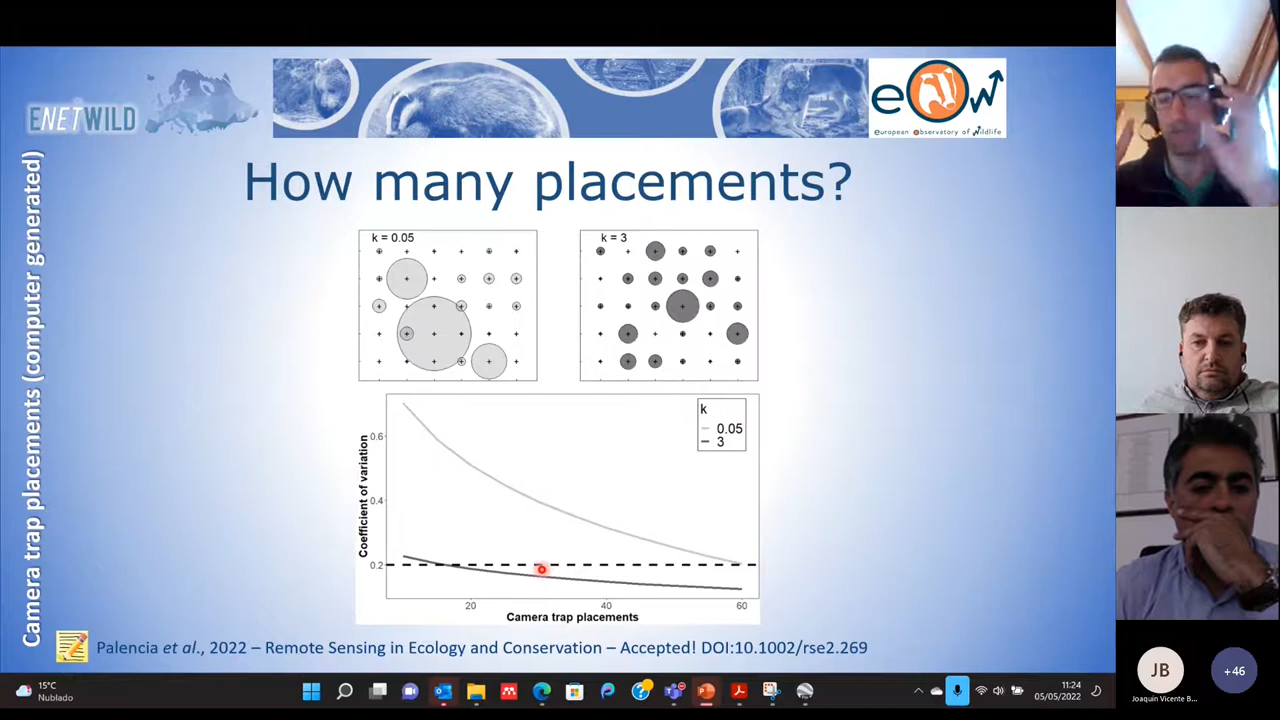 ENETWILD
eOW
european observatory of wildlife
Camera trap placements (computer generated)
How many placements?
k = 0.05
k = 3
k
0.05
3
Coefficient of variation
0.6
0.4
0.2
20
40
60
Camera trap placements
Palencia et al., 2022 – Remote Sensing in Ecology and Conservation – Accepted! DOI:10.1002/rse2.269
JB
Joaquín Vicente B...
+46
15°C
Nublado
11:24
05/05/2022